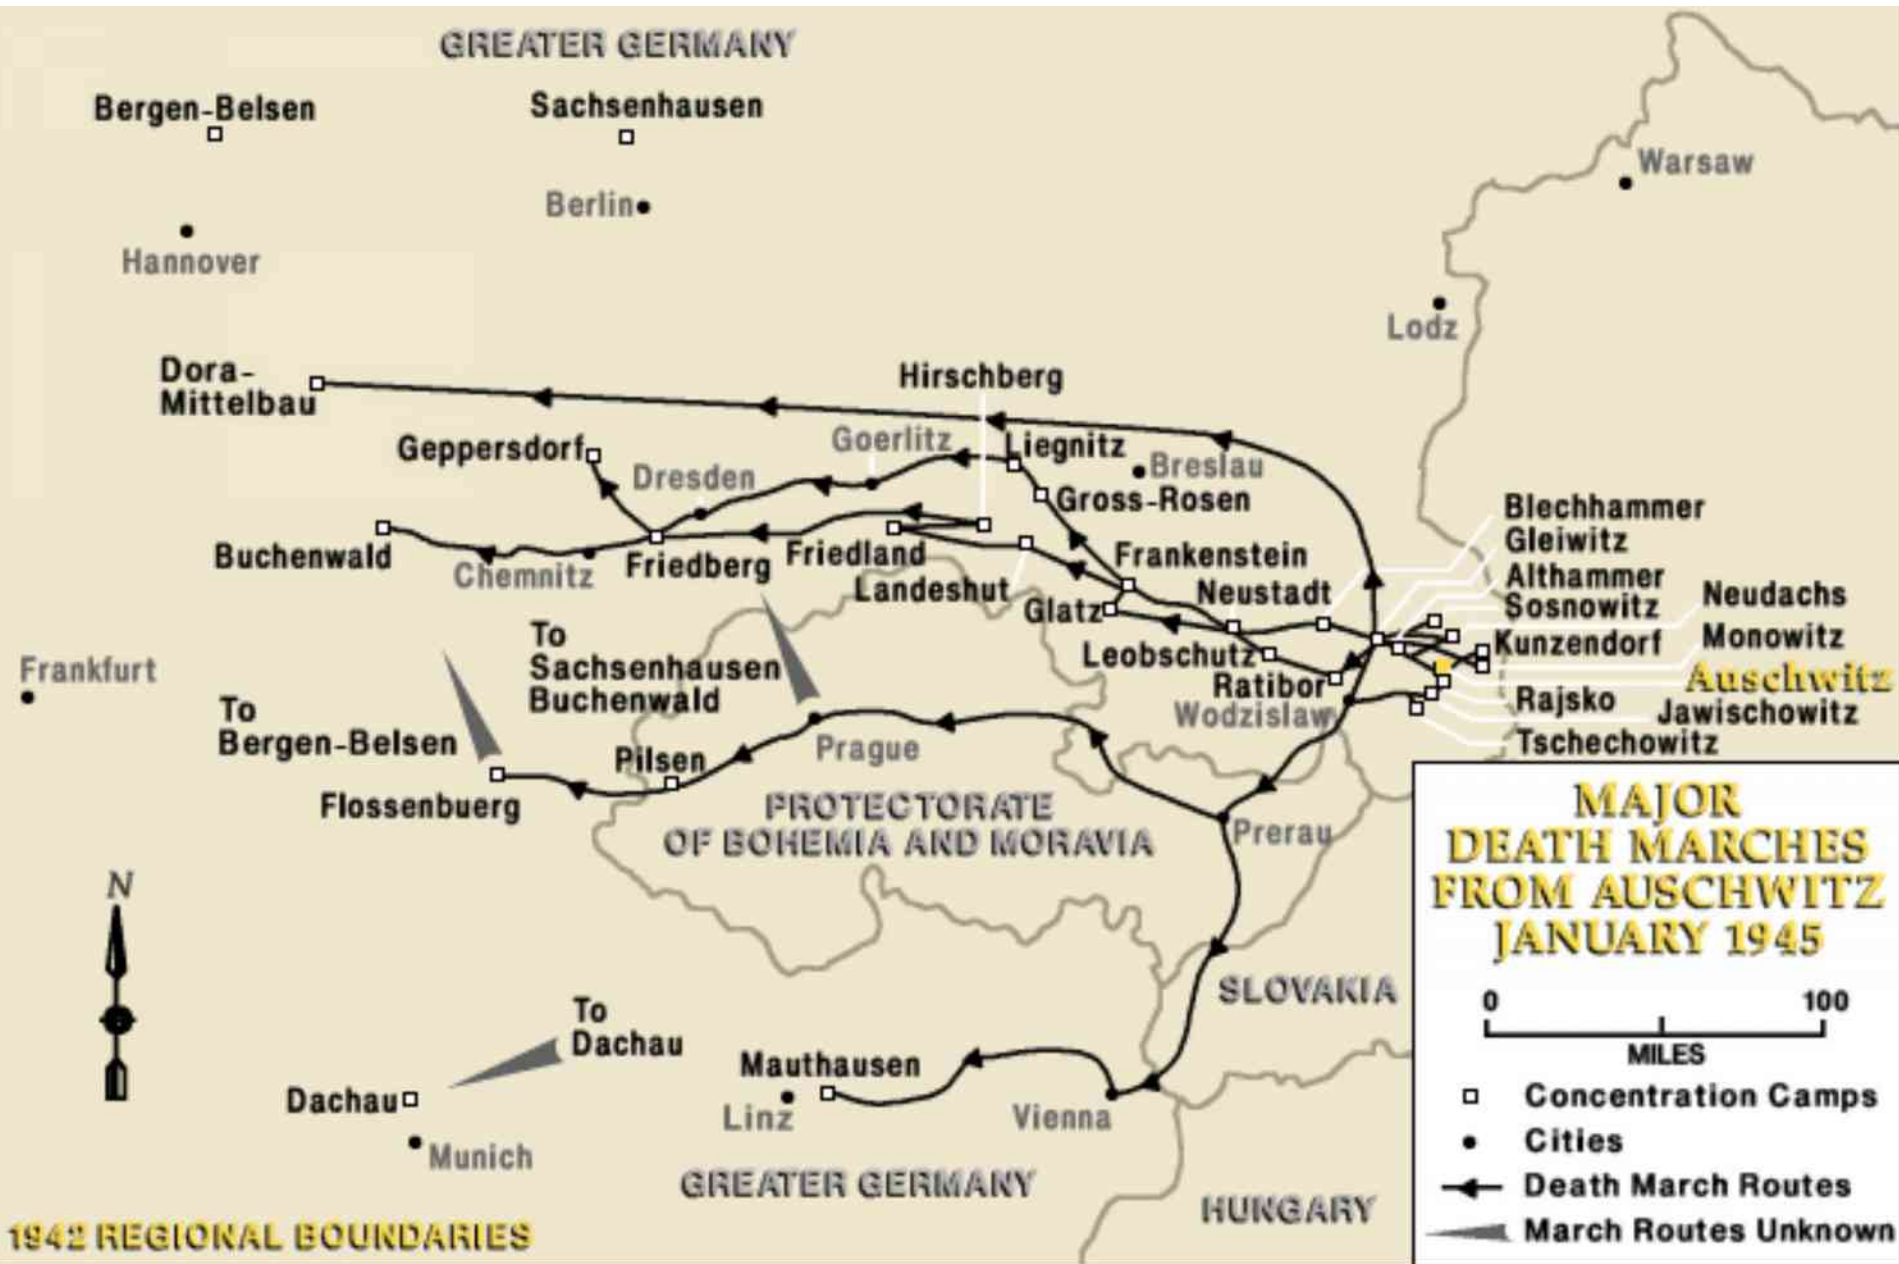 GREATER GERMANY
Bergen-Belsen
Sachsenhausen
Warsaw
Berlin
Hannover
Lodz
Dora-
Mittelbau
Hirschberg
Geppersdorf
Goerlitz
Liegnitz
Dresden
Breslau
Gross-Rosen
Blechhammer
Gleiwitz
Buchenwald
Chemnitz
Friedberg
Friedland
Frankenstein
Landeshut
Neustadt
Althammer
Sosnowitz
Neudachs
Glatz
Kunzendorf
Monowitz
Leobschutz
Auschwitz
Ratibor
Rajsko
Wodzislaw
Jawischowitz
Tschechowitz
Frankfurt
To
Sachsenhausen
Buchenwald
To
Bergen-Belsen
Prague
Pilsen
Flossenbuerg
PROTECTORATE
OF BOHEMIA AND MORAVIA
Prerau
N
SLOVAKIA
To
Dachau
Mauthausen
Dachau
Linz
Vienna
Munich
GREATER GERMANY
HUNGARY
1942 REGIONAL BOUNDARIES
MAJOR
DEATH MARCHES
FROM AUSCHWITZ
JANUARY 1945
0 100
MILES
Concentration Camps
Cities
Death March Routes
March Routes Unknown